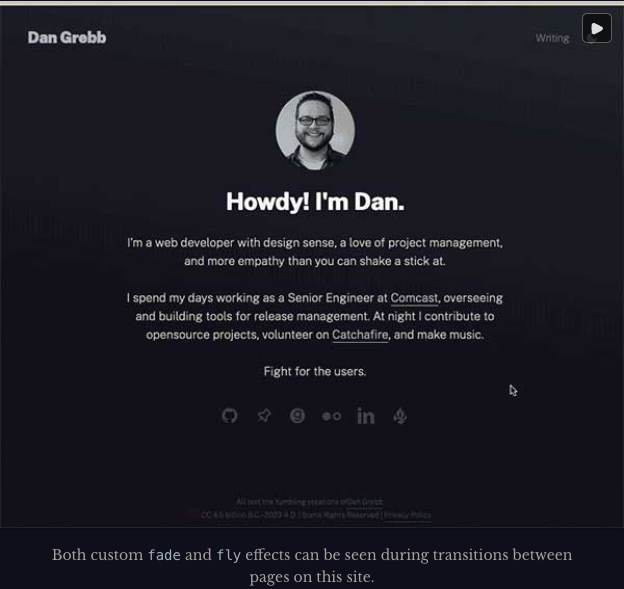 Dan Grebb
Writing
Howdy! I'm Dan.
I'm a web developer with design sense, a love of project management,
and more empathy than you can shake a stick at.
I spend my days working as a Senior Engineer at Comcast, overseeing
and building tools for release management. At night I contribute to
opensource projects, volunteer on Catchafire, and make music.
Fight for the users.
in
All text the fumbling recations of Dan Grebb
CC 4.5 billion B.C.–2023 A.D. | Some Rights Reserved | Privacy Policy
Both custom fade and fly effects can be seen during transitions between
pages on this site.